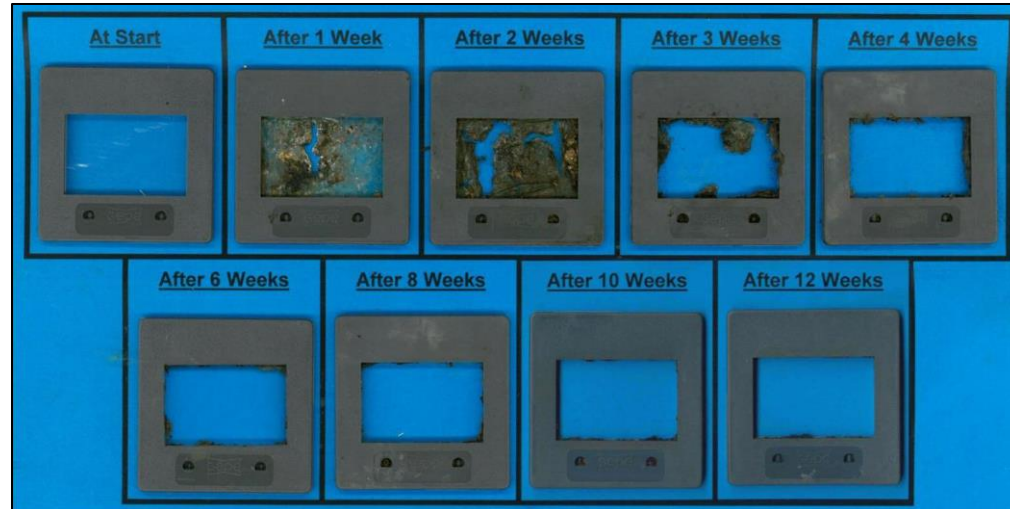 At Start
After 1 Week
After 2 Weeks
After 3 Weeks
After 4 Weeks
After 6 Weeks
After 8 Weeks
After 10 Weeks
After 12 Weeks